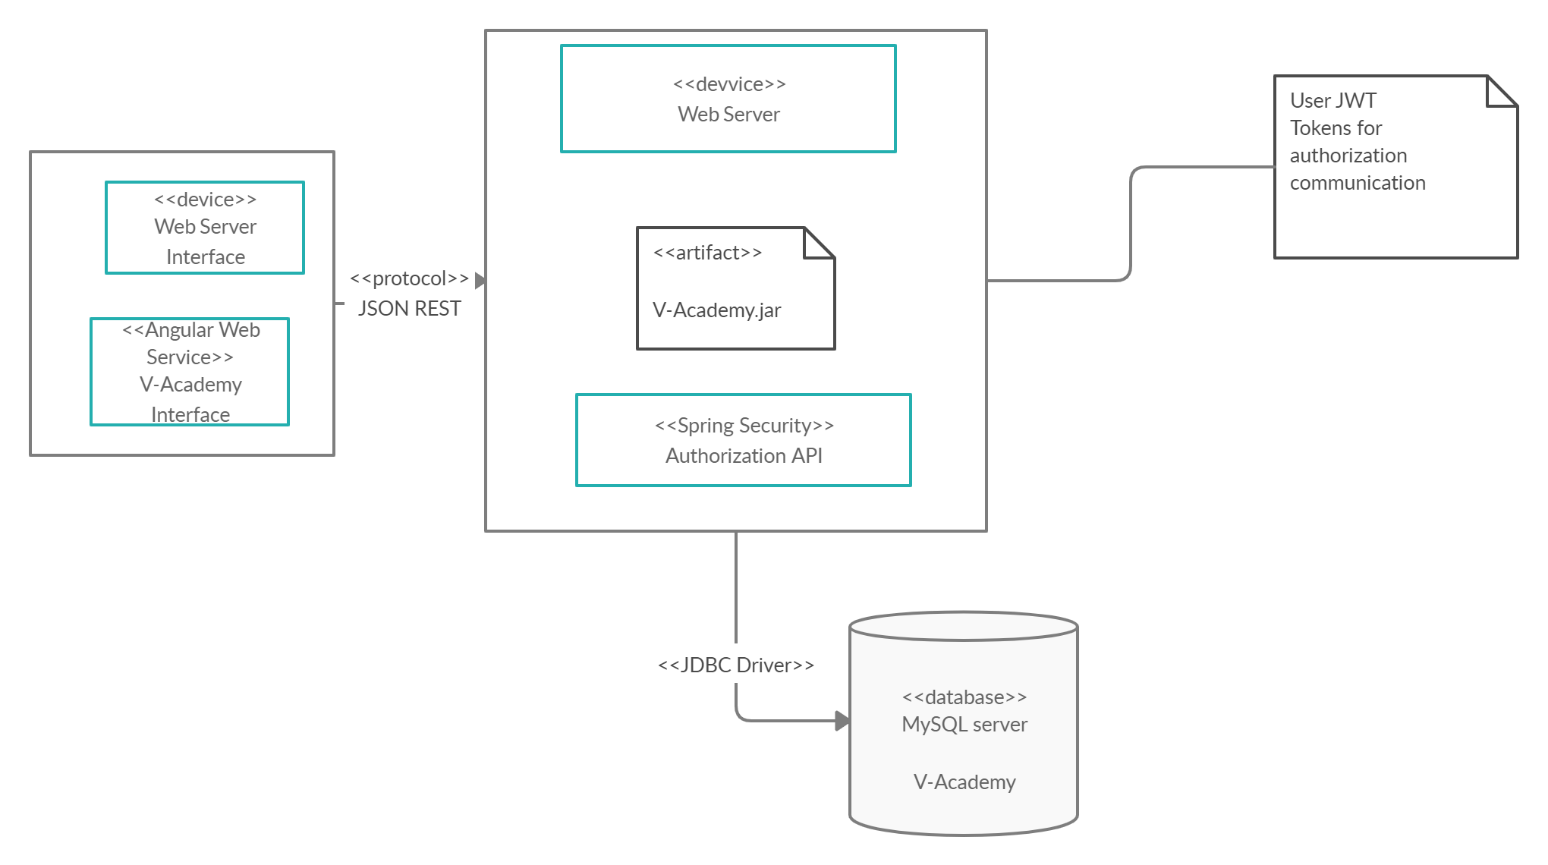 <<device>>
Web Server
Interface
<<Angular Web
Service>>
V-Academy
Interface
<<protocol>>
JSON REST
<<devvice>>
Web Server
<<artifact>>
V-Academy.jar
<<Spring Security>>
Authorization API
User JWT
Tokens for
authorization
communication
<<JDBC Driver>>
<<database>>
MySQL server
V-Academy